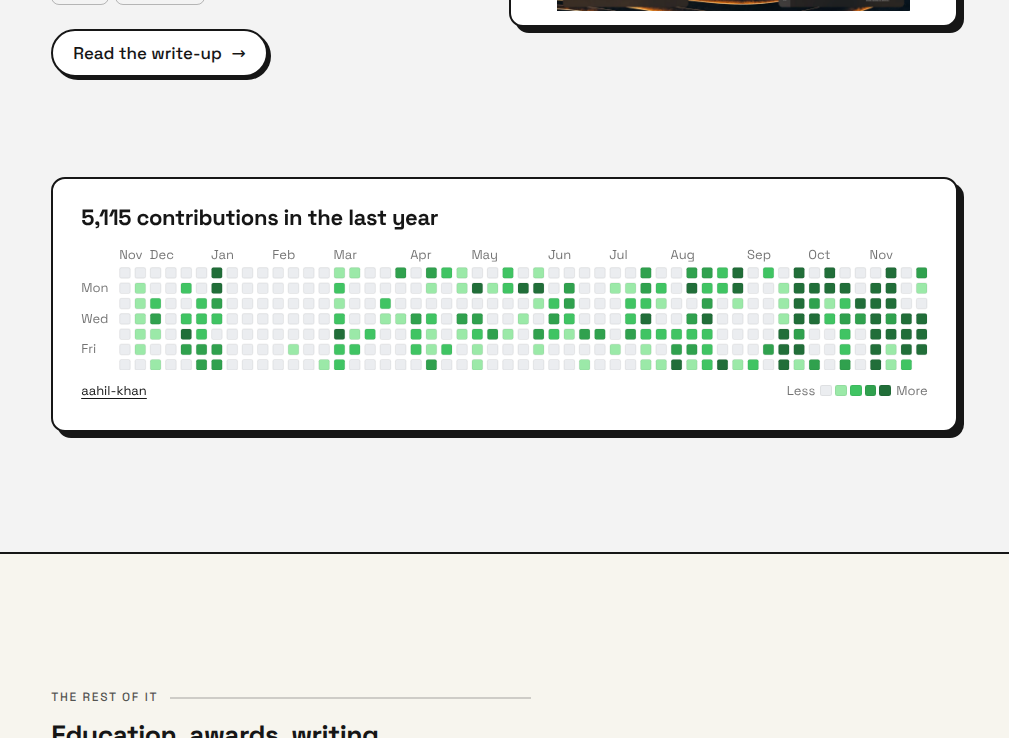 Read the write-up →
5,115 contributions in the last year
Nov Dec Jan Feb Mar Apr May Jun Jul Aug Sep Oct Nov
Mon
Wed
Fri
aahil-khan
Less More
THE REST OF IT
Education, awards, writing